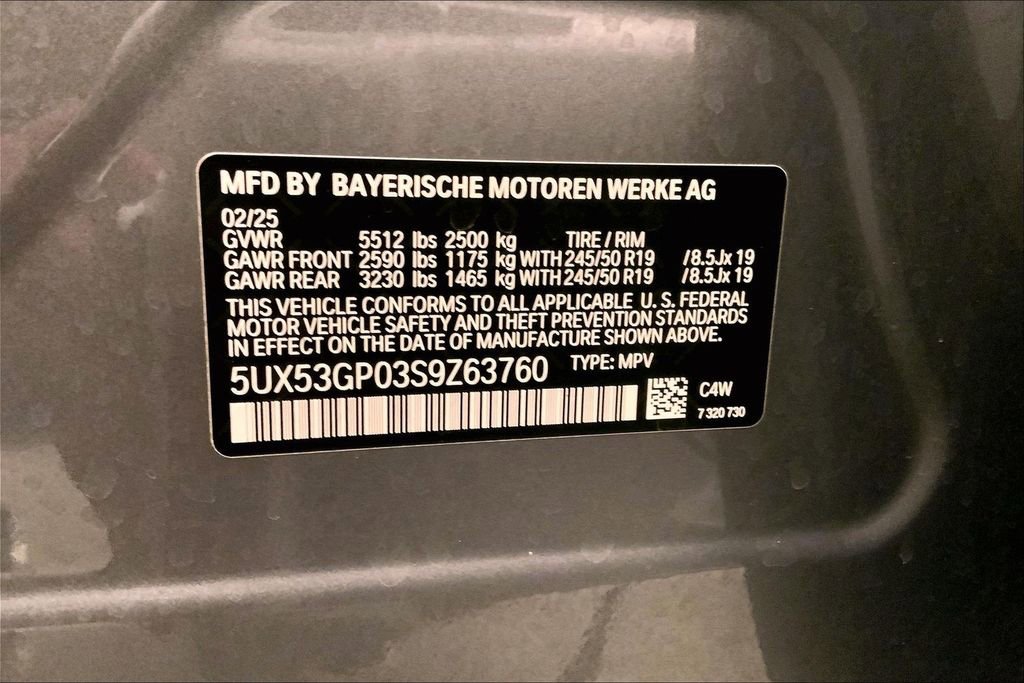 MFD BY BAYERISCHE MOTOREN WERKE AG
02/25
GVWR 5512 lbs 2500 kg TIRE / RIM
GAWR FRONT 2590 lbs 1175 kg WITH 245/50 R19 /8.5Jx 19
GAWR REAR 3230 lbs 1465 kg WITH 245/50 R19 /8.5Jx 19
THIS VEHICLE CONFORMS TO ALL APPLICABLE U. S. FEDERAL
MOTOR VEHICLE SAFETY AND THEFT PREVENTION STANDARDS
IN EFFECT ON THE DATE OF MANUFACTURE SHOWN ABOVE.
5UX53GP03S9Z63760 TYPE: MPV
C4W
7 320 730